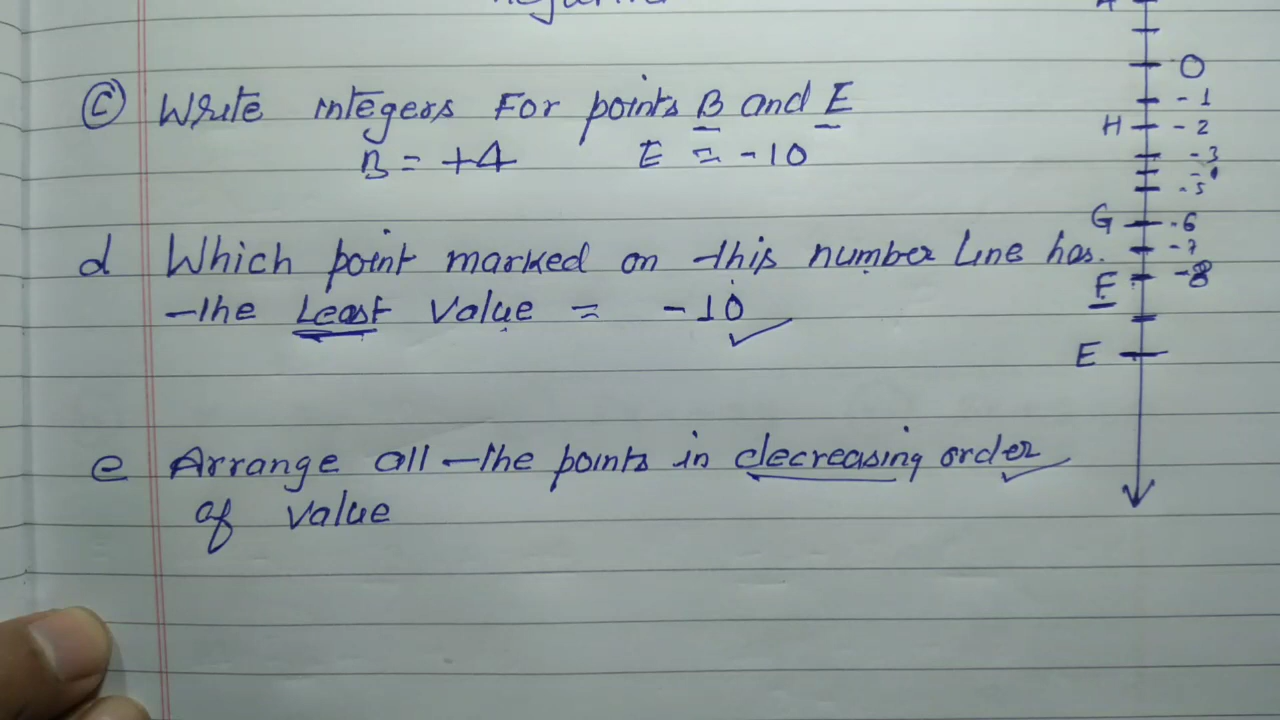 A
0
(C) Write integers For points B and E
- 1
H - 2
B = +4 E = -10
- 3
- 5
G - 6
d Which point marked on this number Line has.
- 7
- 8
F
the Least Value = -10
E
e Arrange all the points in decreasing order
of value